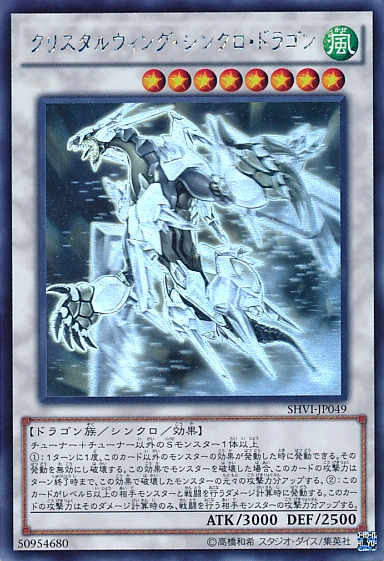 クリスタルウィング・シンクロ・ドラゴン
風
SHVI-JP049
【ドラゴン族／シンクロ／効果】
チューナー＋チューナー以外のＳモンスター１体以上
①：１ターンに１度、このカード以外のモンスターの効果が発動した時に発動できる。その
発動を無効にし破壊する。この効果でモンスターを破壊した場合、このカードの攻撃力は
ターン終了時まで、この効果で破壊したモンスターの元々の攻撃力分アップする。②：こ
のカードがレベル５以上の相手モンスターと戦闘を行うダメージ計算時に発動する。このカー
ドの攻撃力はそのダメージ計算時のみ、戦闘を行う相手モンスターの攻撃力分アップする。
ATK/3000 DEF/2500
50954680
©高橋和希 スタジオ・ダイス/集英社